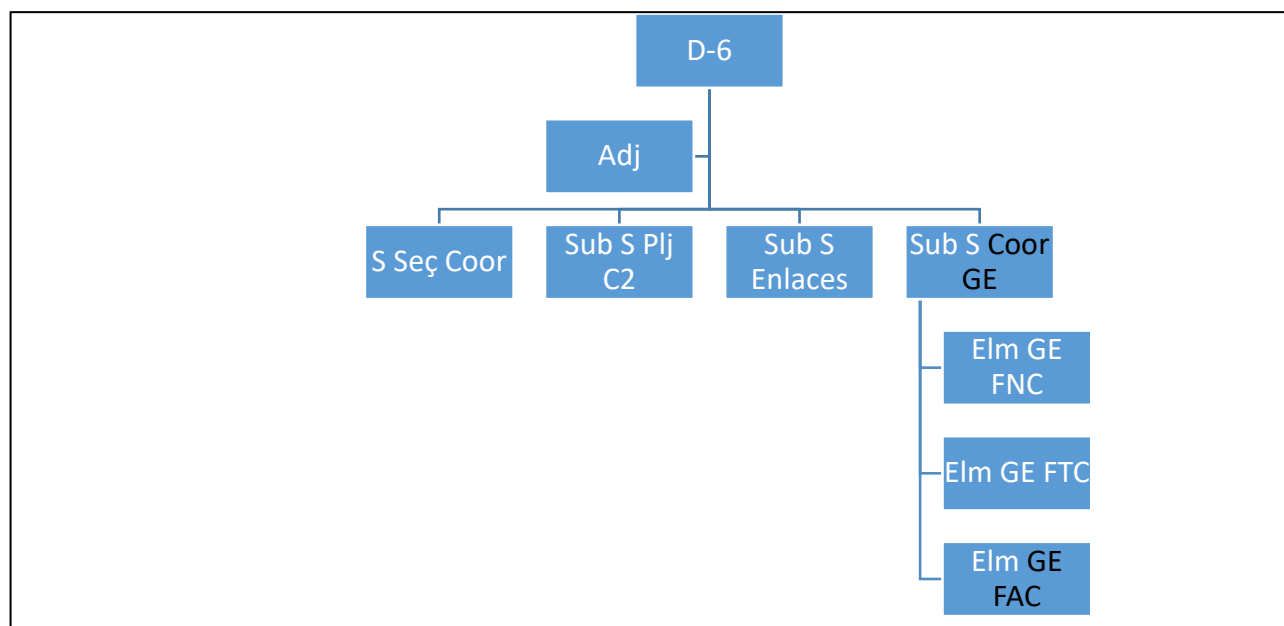 D-6
Adj
S Seç Coor
Sub S Plj
C2
Sub S
Enlaces
Sub S Coor
GE
Elm GE
FNC
Elm GE FTC
Elm GE
FAC